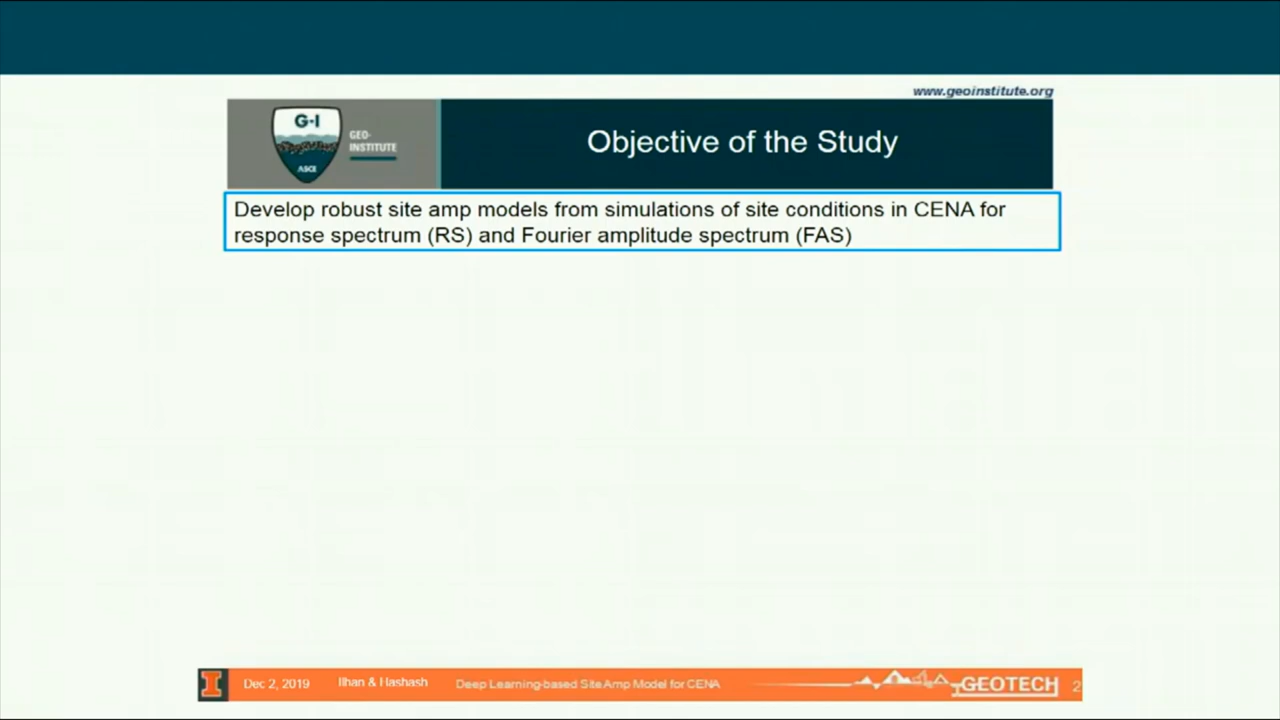 www.geoinstitute.org
G-I
GEO-
INSTITUTE
ASCE
Objective of the Study
Develop robust site amp models from simulations of site conditions in CENA for
response spectrum (RS) and Fourier amplitude spectrum (FAS)
I Dec 2, 2019 Ilhan & Hashash Deep Learning-based Site Amp Model for CENA GEOTECH 2